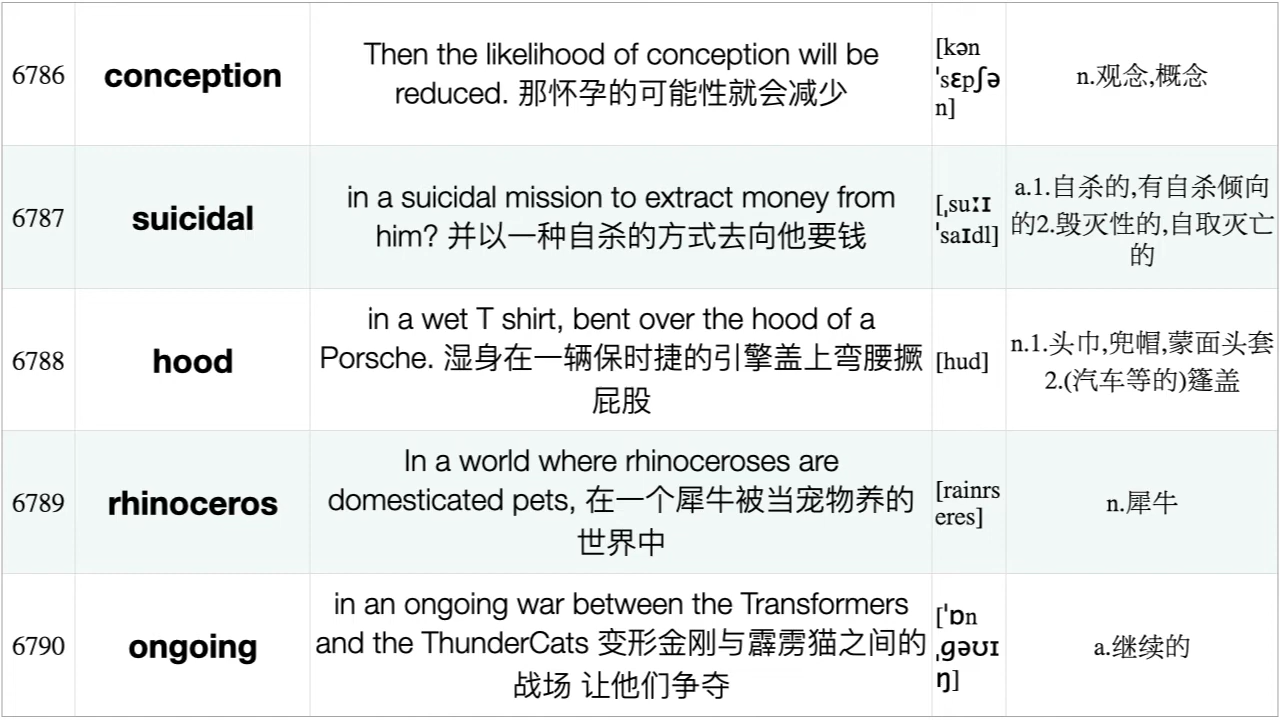 6786
conception
Then the likelihood of conception will be
reduced. 那怀孕的可能性就会减少
[kən
ˈsɛpʃə
n]
n.观念,概念
6787
suicidal
in a suicidal mission to extract money from
him? 并以一种自杀的方式去向他要钱
[ˌsuːɪ
ˈsaɪdl]
a.1.自杀的,有自杀倾向
的2.毁灭性的,自取灭亡
的
6788
hood
in a wet T shirt, bent over the hood of a
Porsche. 湿身在一辆保时捷的引擎盖上弯腰撅
屁股
[hud]
n.1.头巾,兜帽,蒙面头套
2.(汽车等的)篷盖
6789
rhinoceros
In a world where rhinoceroses are
domesticated pets, 在一个犀牛被当宠物养的
世界中
[rainrs
eres]
n.犀牛
6790
ongoing
in an ongoing war between the Transformers
and the ThunderCats 变形金刚与霹雳猫之间的
战场 让他们争夺
[ˈɒn
ˌɡəʊɪ
ŋ]
a.继续的